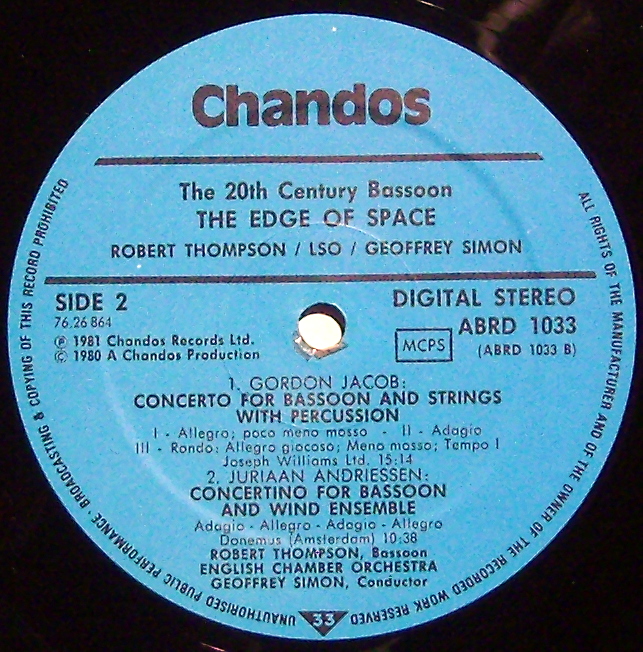 Chandos
The 20th Century Bassoon
THE EDGE OF SPACE
ROBERT THOMPSON / LSO / GEOFFREY SIMON
SIDE 2
76.26 864
℗ 1981 Chandos Records Ltd.
© 1980 A Chandos Production
DIGITAL STEREO
MCPS
ABRD 1033
(ABRD 1033 B)
1. GORDON JACOB:
CONCERTO FOR BASSOON AND STRINGS
WITH PERCUSSION
I - Allegro; poco meno mosso - II - Adagio
III - Rondo: Allegro giocoso; Meno mosso; Tempo I
Joseph Williams Ltd. 15:14
2. JURIAAN ANDRIESSEN:
CONCERTINO FOR BASSOON
AND WIND ENSEMBLE
Adagio - Allegro - Adagio - Allegro
Donemus (Amsterdam) 10:38
ROBERT THOMPSON, Bassoon
ENGLISH CHAMBER ORCHESTRA
GEOFFREY SIMON, Conductor
33
ALL RIGHTS OF THE MANUFACTURER AND OF THE OWNER OF THE RECORDED WORK RESERVED
UNAUTHORISED PUBLIC PERFORMANCE · BROADCASTING & COPYING OF THIS RECORD PROHIBITED